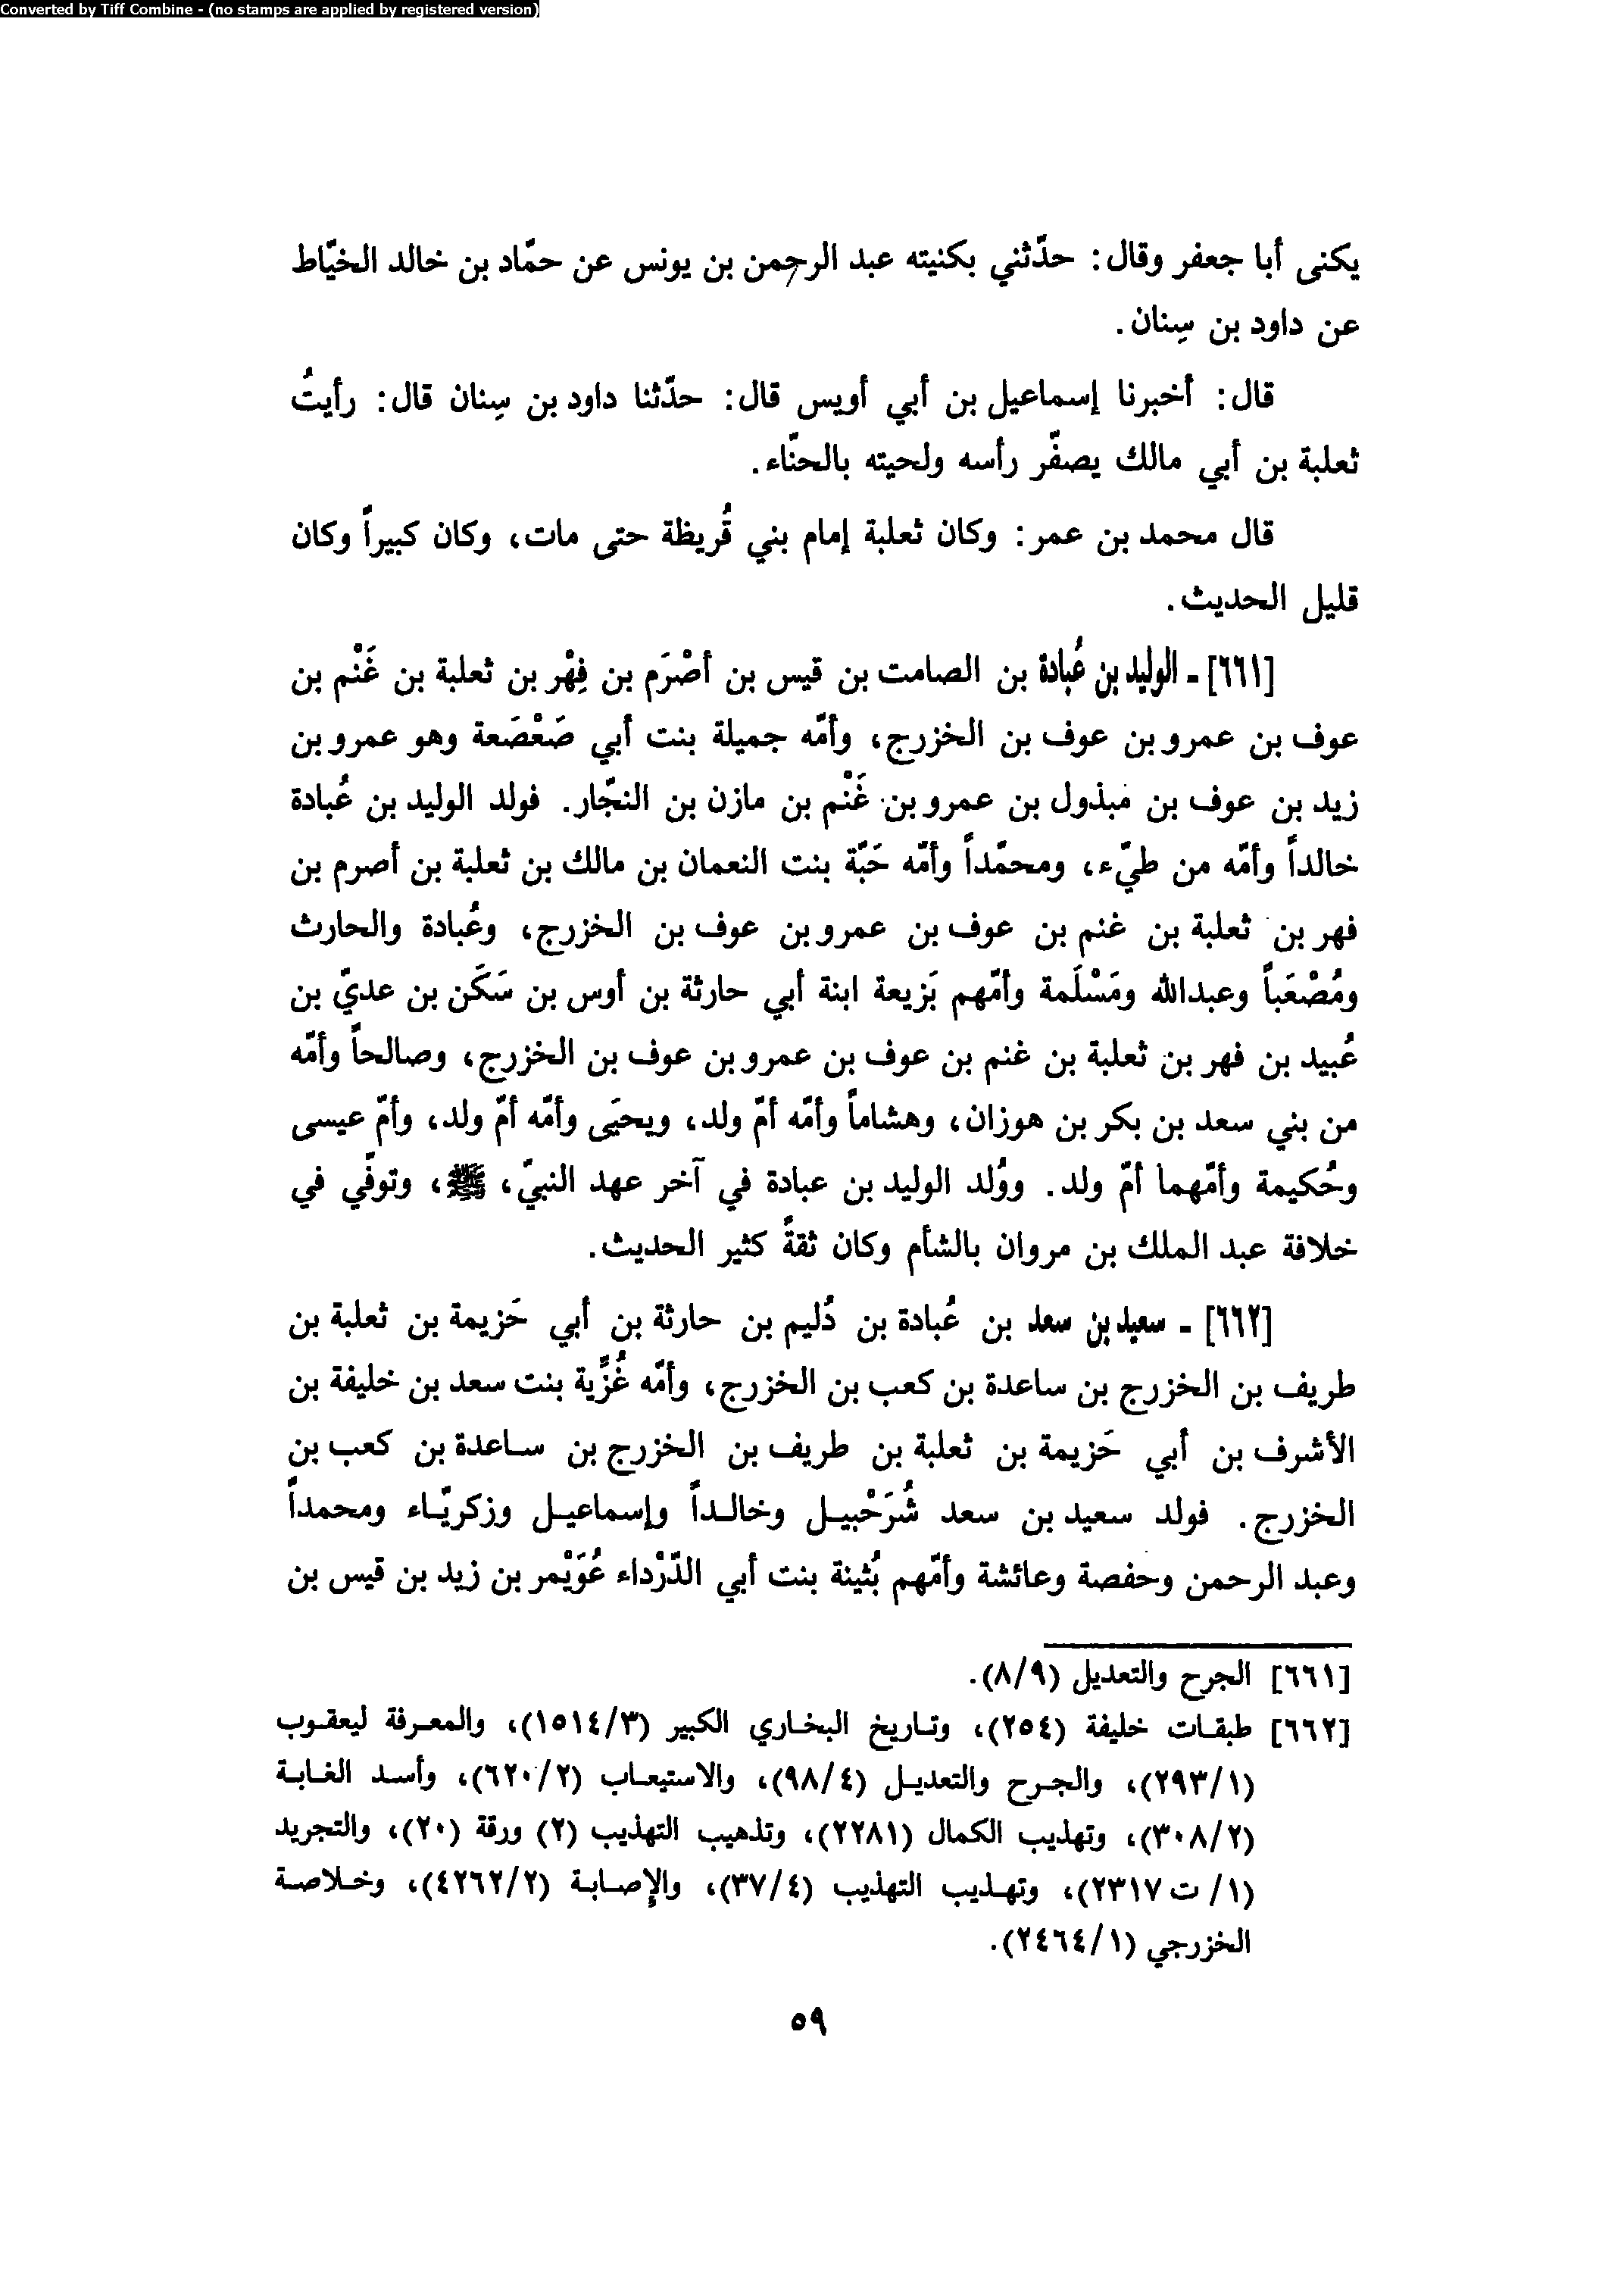 Converted by Tiff Combine - (no stamps are applied by registered version)
يكنى أبا جعفر وقال: حدّثني بكنيته عبد الرحمن بن يونس عن حمّاد بن خالد الخيّاط
عن داود بن سِنان.
قال: أخبرنا إسماعيل بن أبي أويس قال: حدّثنا داود بن سِنان قال: رأيتُ
ثعلبة بن أبي مالك يصفّر رأسه ولحيته بالحنّاء.
قال محمد بن عمر: وكان ثعلبة إمام بني قُريظة حتى مات، وكان كبيراً وكان
قليل الحديث.
[٦٦١] - الوليد بن عُبادة بن الصامت بن قيس بن أصْرَم بن فِهْر بن ثعلبة بن غَنْم بن
عوف بن عمرو بن عوف بن الخزرج، وأمّه جميلة بنت أبي صَعْصَعة وهو عمرو بن
زيد بن عوف بن مبذول بن عمرو بن غَنْم بن مازن بن النجّار. فولد الوليد بن عُبادة
خالداً وأمّه من طيّء، ومحمّداً وأمّه حَبّة بنت النعمان بن مالك بن ثعلبة بن أصرم بن
فهر بن ثعلبة بن غنم بن عوف بن عمرو بن عوف بن الخزرج، وعُبادة والحارث
ومُصْعَباً وعبدالله ومَسْلَمة وأمّهم بَزيعة ابنة أبي حارثة بن أوس بن سَكَن بن عديّ بن
عُبيد بن فهر بن ثعلبة بن غنم بن عوف بن عمرو بن عوف بن الخزرج، وصالحاً وأمّه
من بني سعد بن بكر بن هوزان، وهشاماً وأمّه أمّ ولد، ويحيَى وأمّه أمّ ولد، وأمّ عيسى
وحُكيمة وأمّهما أمّ ولد. ووُلد الوليد بن عبادة في آخر عهد النبيّ، ﷺ، وتوفّي في
خلافة عبد الملك بن مروان بالشأم وكان ثقةً كثير الحديث.
[٦٦٢] - سعيد بن سعد بن عُبادة بن دُليم بن حارثة بن أبي حَزيمة بن ثعلبة بن
طريف بن الخزرج بن ساعدة بن كعب بن الخزرج، وأمّه غُزِّية بنت سعد بن خليفة بن
الأشرف بن أبي حَزيمة بن ثعلبة بن طريف بن الخزرج بن ساعدة بن كعب بن
الخزرج. فولد سعيد بن سعد شُرَحْبيل وخالداً وإسماعيل وزكريّاء ومحمداً
وعبد الرحمن وحفصة وعائشة وأمّهم بُثينة بنت أبي الدّرْداء عُوَيْمر بن زيد بن قيس بن
[٦٦١] الجرح والتعديل (٨/٩).
[٦٦٢] طبقات خليفة (٢٥٤)، وتاريخ البخاري الكبير (١٥١٤/٣)، والمعرفة ليعقوب
(٢٩٣/١)، والجرح والتعديل (٩٨/٤)، والاستيعاب (٦٢٠/٢)، وأسد الغابة
(٣٠٨/٢)، وتهذيب الكمال (٢٢٨١)، وتذهيب التهذيب (٢) ورقة (٢٠)، والتجريد
(١/ ت ٢٣١٧)، وتهذيب التهذيب (٣٧/٤)، والإصابة (٤٢٦٢/٢)، وخلاصة
الخزرجي (٢٤٦٤/١).
٥٩